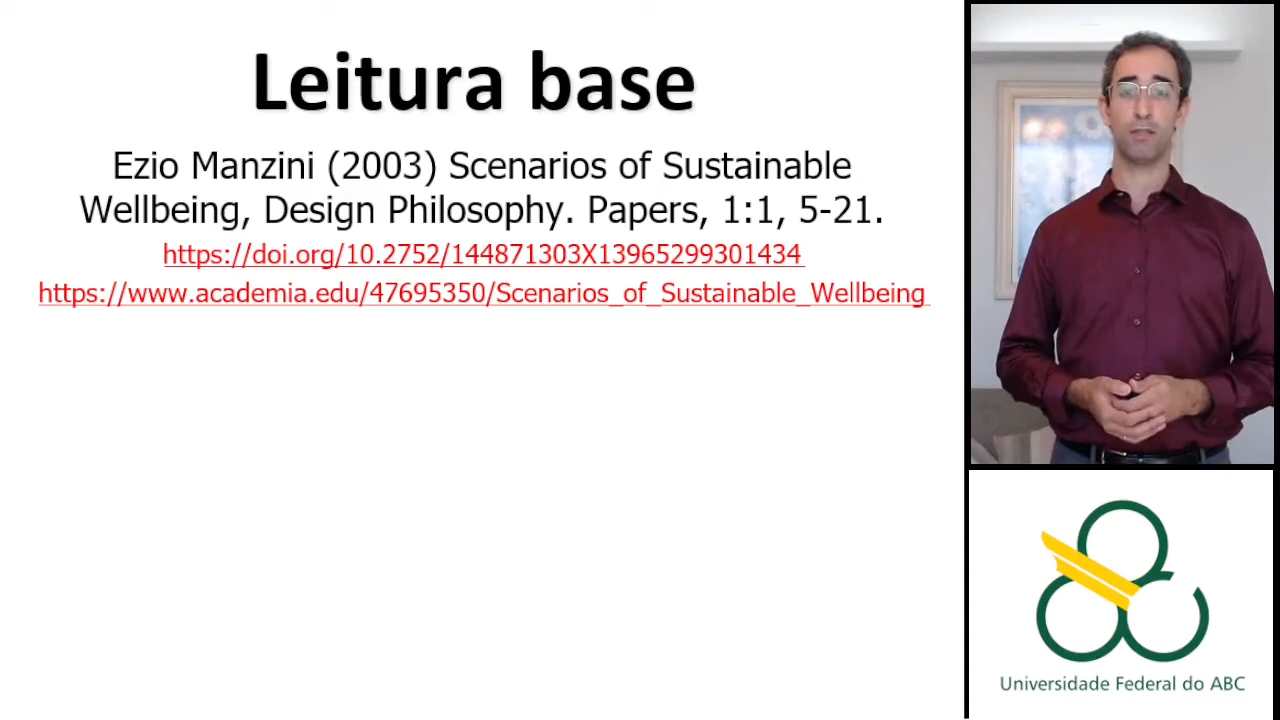 Leitura base
Ezio Manzini (2003) Scenarios of Sustainable
Wellbeing, Design Philosophy. Papers, 1:1, 5-21.
https://doi.org/10.2752/144871303X13965299301434
https://www.academia.edu/47695350/Scenarios_of_Sustainable_Wellbeing
Universidade Federal do ABC